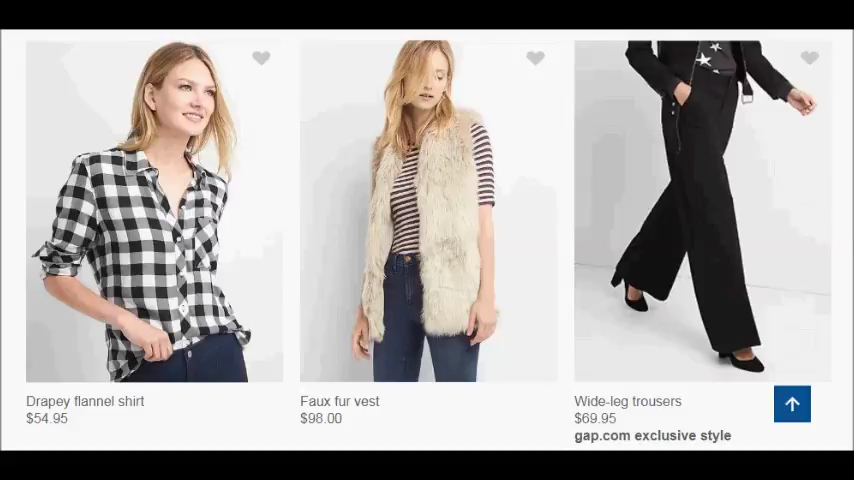 Drapey flannel shirt
$54.95
Faux fur vest
$98.00
Wide-leg trousers
$69.95
gap.com exclusive style